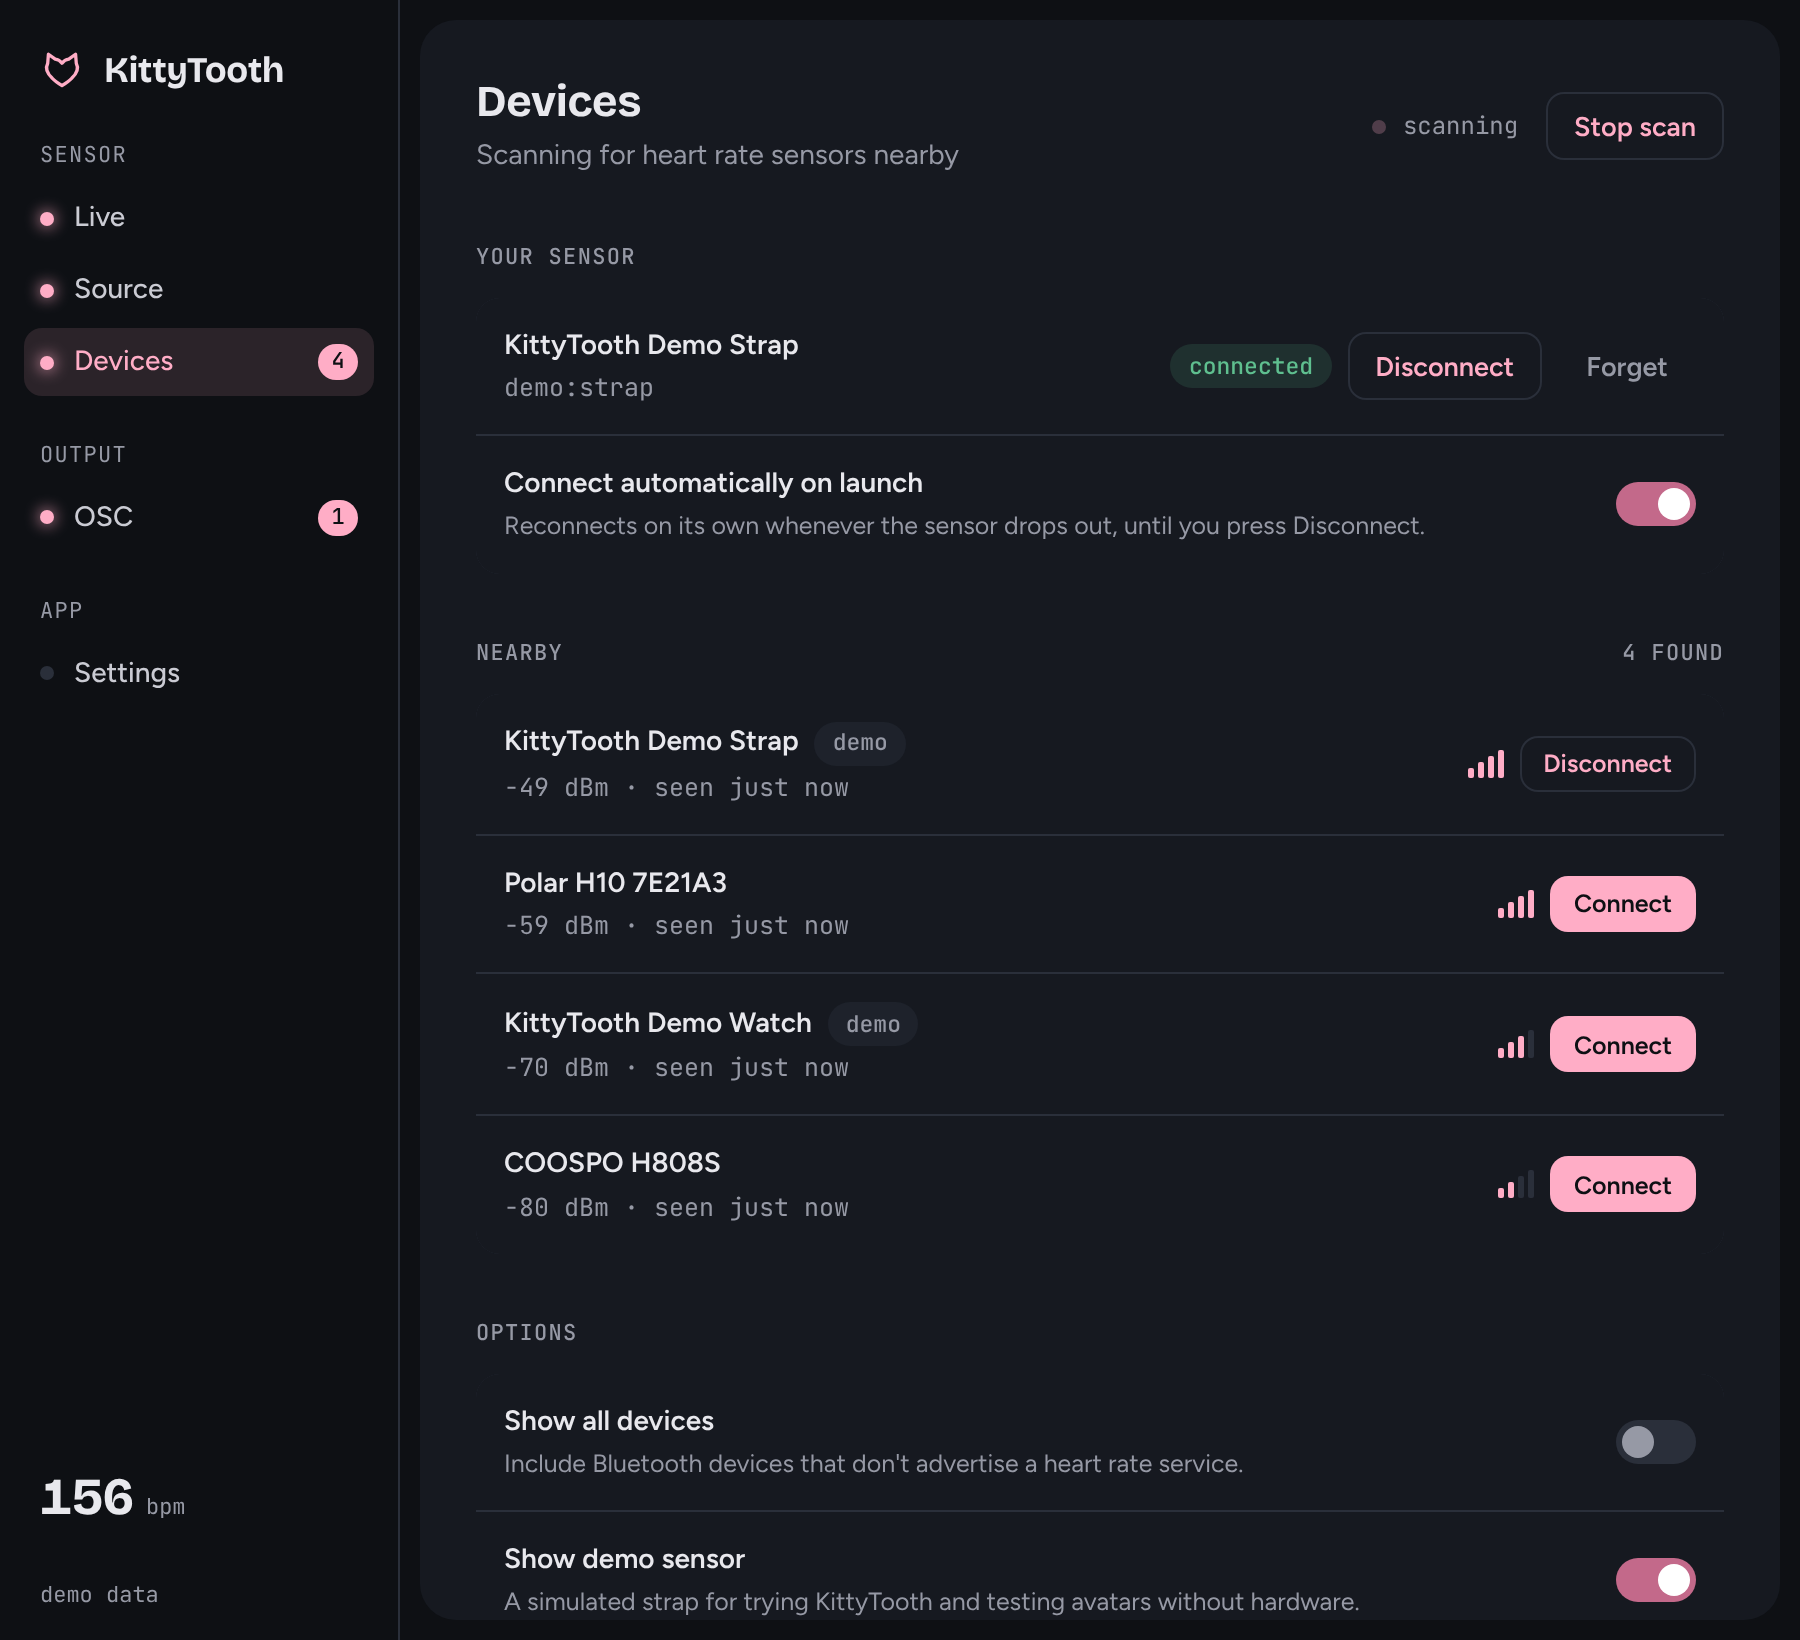 KittyTooth
SENSOR
Live
Source
Devices 4
OUTPUT
OSC 1
APP
Settings
156 bpm
demo data
Devices
Scanning for heart rate sensors nearby
scanning
Stop scan
YOUR SENSOR
KittyTooth Demo Strap
demo:strap
connected
Disconnect
Forget
Connect automatically on launch
Reconnects on its own whenever the sensor drops out, until you press Disconnect.
NEARBY
4 FOUND
KittyTooth Demo Strap demo
-49 dBm · seen just now
Disconnect
Polar H10 7E21A3
-59 dBm · seen just now
Connect
KittyTooth Demo Watch demo
-70 dBm · seen just now
Connect
COOSPO H808S
-80 dBm · seen just now
Connect
OPTIONS
Show all devices
Include Bluetooth devices that don't advertise a heart rate service.
Show demo sensor
A simulated strap for trying KittyTooth and testing avatars without hardware.